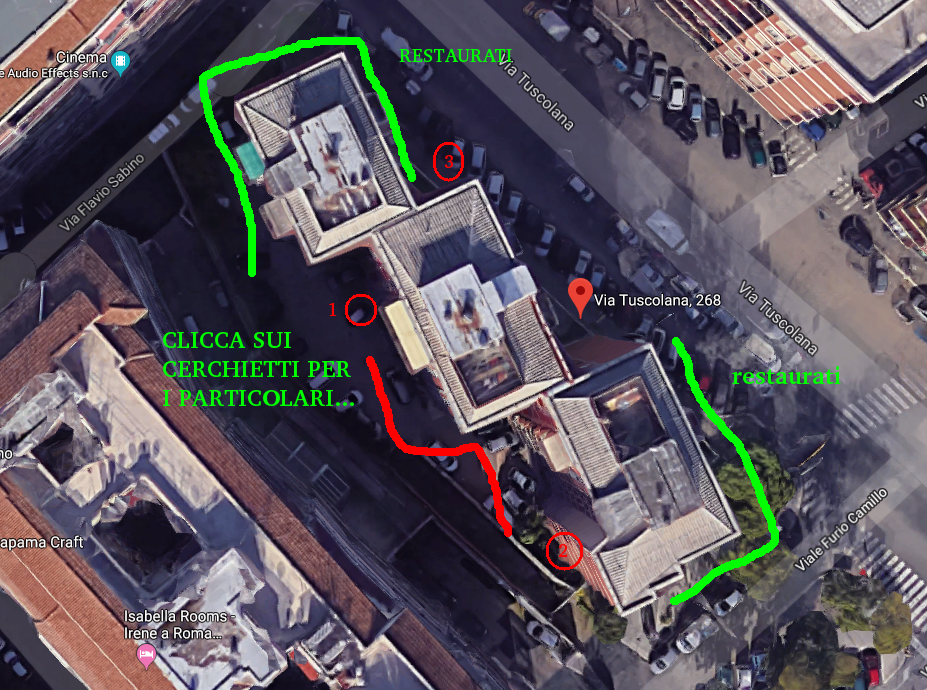 Cinema
e Audio Effects s.n.c
RESTAURATI
Via Tuscolana
Via Flavio Sabino
3
1
Via Tuscolana, 268
Via Tuscolana
CLICCA SUI
CERCHIETTI PER
I PARTICOLARI...
restaurati
no
apama Craft
2
Viale Furio Camillo
Isabella Rooms -
Irene a Roma...